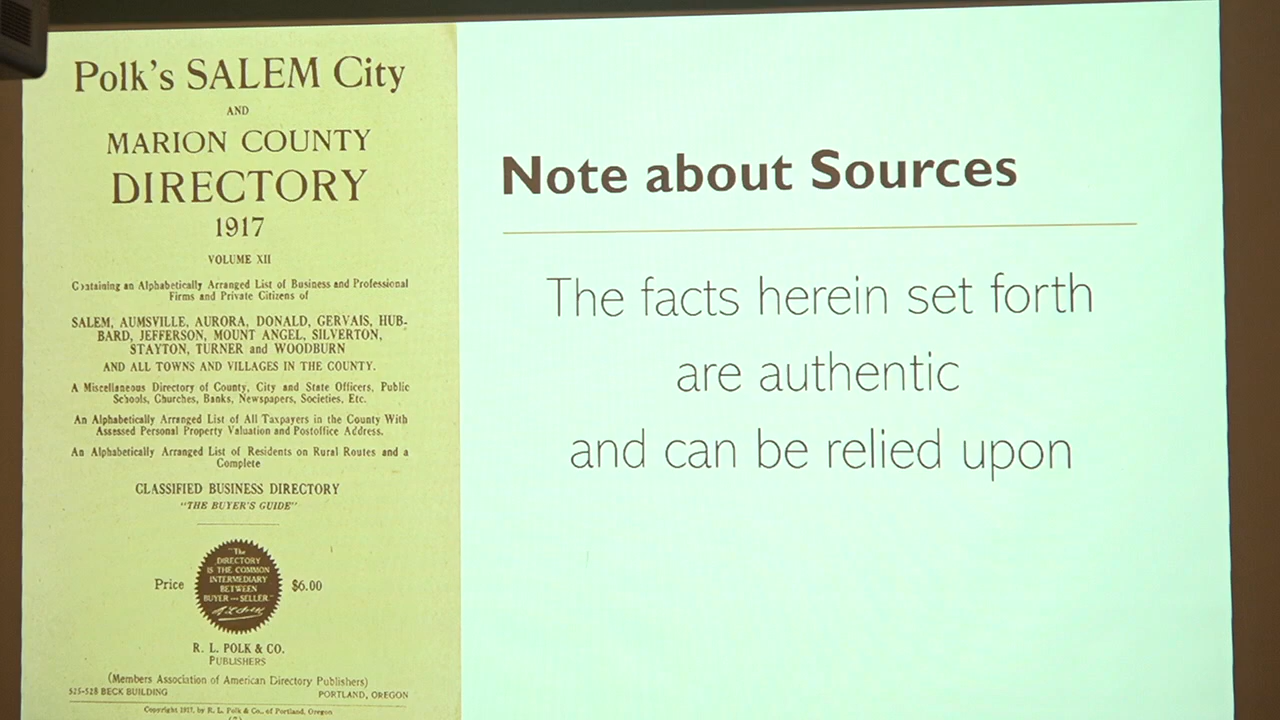 Polk's SALEM City
AND
MARION COUNTY
DIRECTORY
1917
VOLUME XII
Containing an Alphabetically Arranged List of Business and Professional
Firms and Private Citizens of
SALEM, AUMSVILLE, AURORA, DONALD, GERVAIS, HUB-
BARD, JEFFERSON, MOUNT ANGEL, SILVERTON,
STAYTON, TURNER and WOODBURN
AND ALL TOWNS AND VILLAGES IN THE COUNTY.
A Miscellaneous Directory of County, City and State Officers, Public
Schools, Churches, Banks, Newspapers, Societies, Etc.
An Alphabetically Arranged List of All Taxpayers in the County With
Assessed Personal Property Valuation and Postoffice Address.
An Alphabetically Arranged List of Residents on Rural Routes and a
Complete
CLASSIFIED BUSINESS DIRECTORY
"THE BUYER'S GUIDE"
Price $6.00
"The
DIRECTORY
IS THE COMMON
INTERMEDIARY
BETWEEN
BUYER and SELLER."
R. L. POLK & CO.
PUBLISHERS
(Members Association of American Directory Publishers)
525-528 BECK BUILDING PORTLAND, OREGON
Copyright 1917, by R. L. Polk & Co., of Portland, Oregon
Note about Sources
The facts herein set forth
are authentic
and can be relied upon